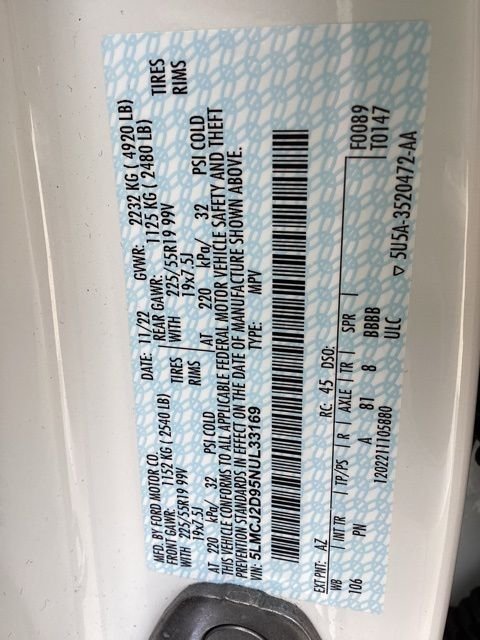 MFD. BY FORD MOTOR CO.
DATE: 11/22 GVWR: 2232 KG ( 4920 LB)
FRONT GAWR: 1152 KG ( 2540 LB) REAR GAWR: 1125 KG ( 2480 LB)
WITH 225/55R19 99V TIRES WITH 225/55R19 99V TIRES
19x7.5J RIMS 19x7.5J RIMS
AT 220 kPa/ 32 PSI COLD AT 220 kPa/ 32 PSI COLD
THIS VEHICLE CONFORMS TO ALL APPLICABLE FEDERAL MOTOR VEHICLE SAFETY AND THEFT
PREVENTION STANDARDS IN EFFECT ON THE DATE OF MANUFACTURE SHOWN ABOVE.
VIN: 5LMCJ2D95NUL33169 TYPE: MPV
F0089
T0147
EXT PNT: AZ RC: 45 DSO:
WB INT TR TP/PS R AXLE TR SPR
106 PN A 81 8 BBBB
12022111105880 ULC ▽ 5U5A-3520472-AA